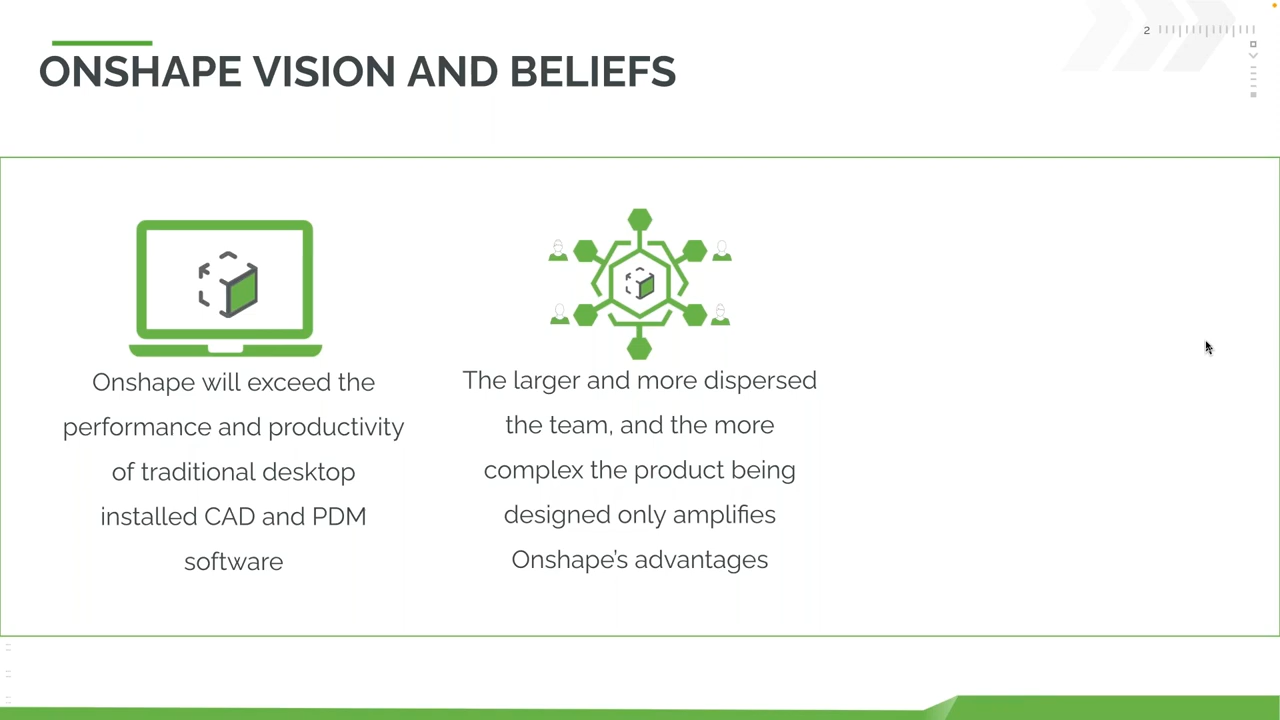 2
ONSHAPE VISION AND BELIEFS
Onshape will exceed the
performance and productivity
of traditional desktop
installed CAD and PDM
software
The larger and more dispersed
the team, and the more
complex the product being
designed only amplifies
Onshape's advantages